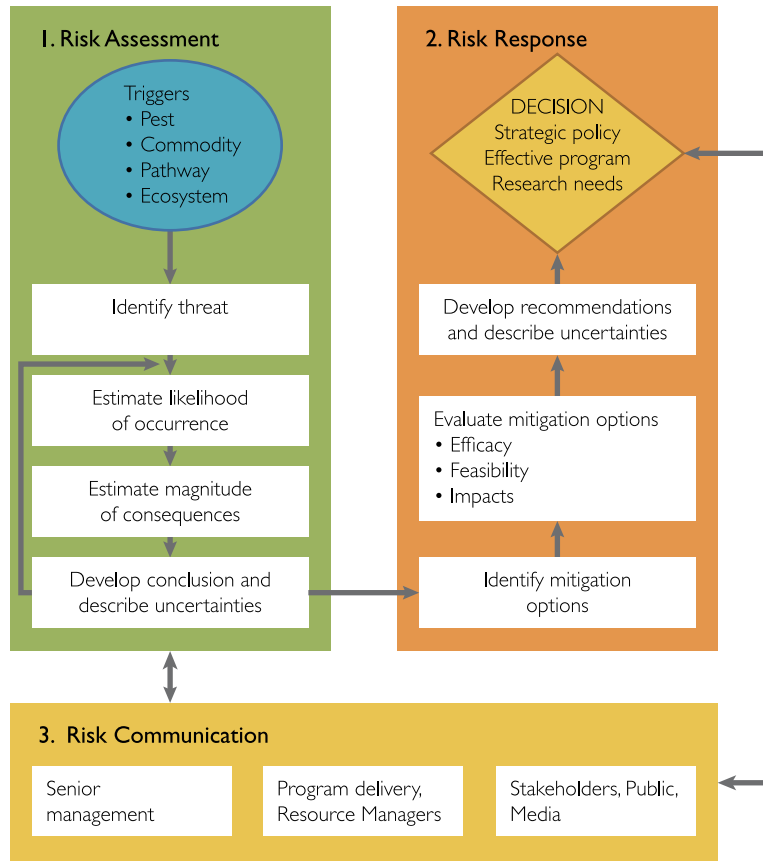 1. Risk Assessment
Triggers
• Pest
• Commodity
• Pathway
• Ecosystem
Identify threat
Estimate likelihood
of occurrence
Estimate magnitude
of consequences
Develop conclusion and
describe uncertainties
2. Risk Response
DECISION
Strategic policy
Effective program
Research needs
Develop recommendations
and describe uncertainties
Evaluate mitigation options
• Efficacy
• Feasibility
• Impacts
Identify mitigation
options
3. Risk Communication
Senior
management
Program delivery,
Resource Managers
Stakeholders, Public,
Media